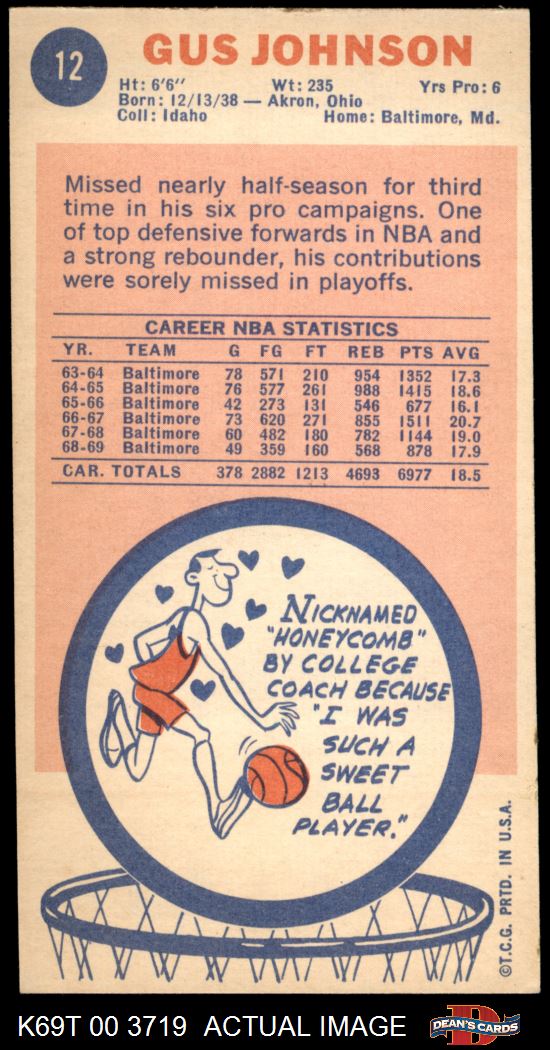 12
GUS JOHNSON
Ht: 6'6" Wt: 235 Yrs Pro: 6
Born: 12/13/38 — Akron, Ohio
Coll: Idaho Home: Baltimore, Md.
Missed nearly half-season for third
time in his six pro campaigns. One
of top defensive forwards in NBA and
a strong rebounder, his contributions
were sorely missed in playoffs.
CAREER NBA STATISTICS
YR. TEAM G FG FT REB PTS AVG
63-64 Baltimore 78 571 210 954 1352 17.3
64-65 Baltimore 76 577 261 988 1415 18.6
65-66 Baltimore 42 273 131 546 677 16.1
66-67 Baltimore 73 620 271 855 1511 20.7
67-68 Baltimore 60 482 180 782 1144 19.0
68-69 Baltimore 49 359 160 568 878 17.9
CAR. TOTALS 378 2882 1213 4693 6977 18.5
NICKNAMED
"HONEYCOMB"
BY COLLEGE
COACH BECAUSE
"I WAS
SUCH A
SWEET
BALL
PLAYER."
©T.C.G. PRTD. IN U.S.A.
K69T 00 3719 ACTUAL IMAGE
D
DEAN'S CARDS